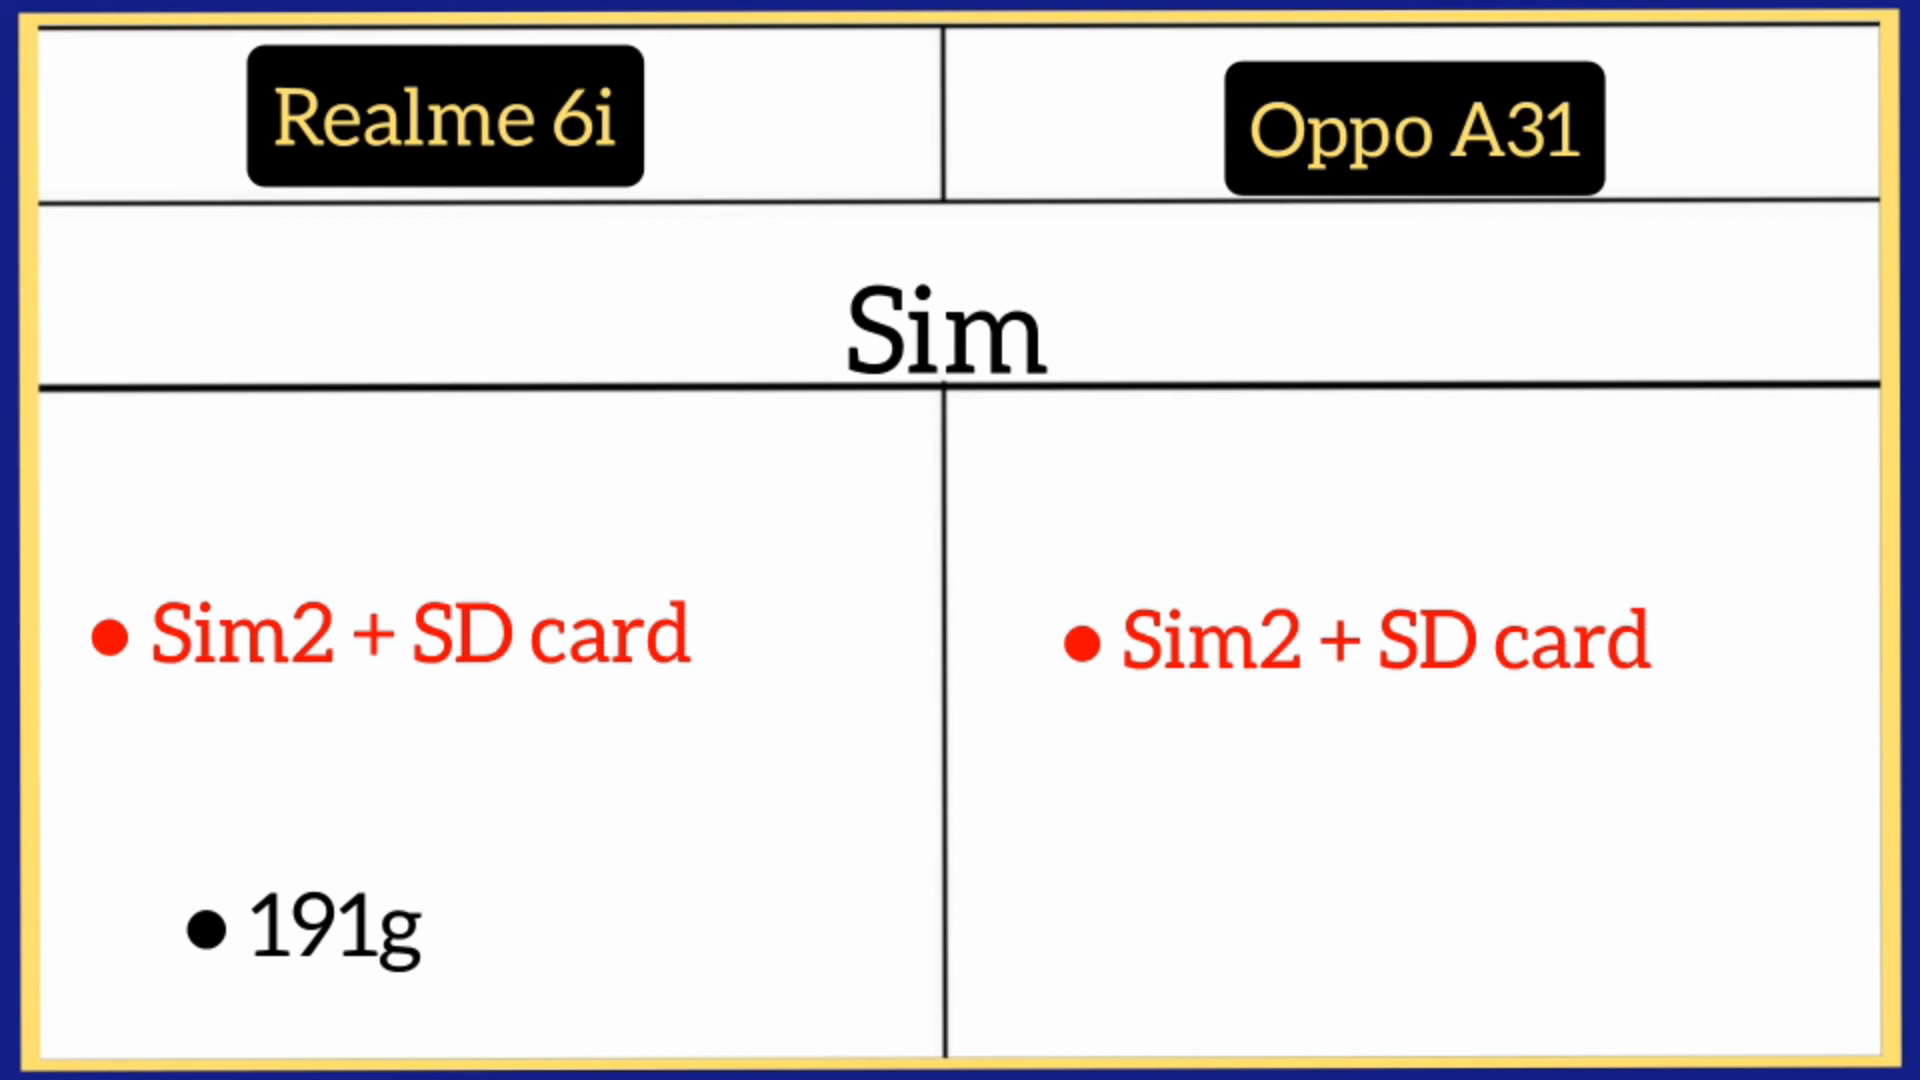 Realme 6i
Oppo A31
Sim
• Sim2 + SD card
• Sim2 + SD card
• 191g